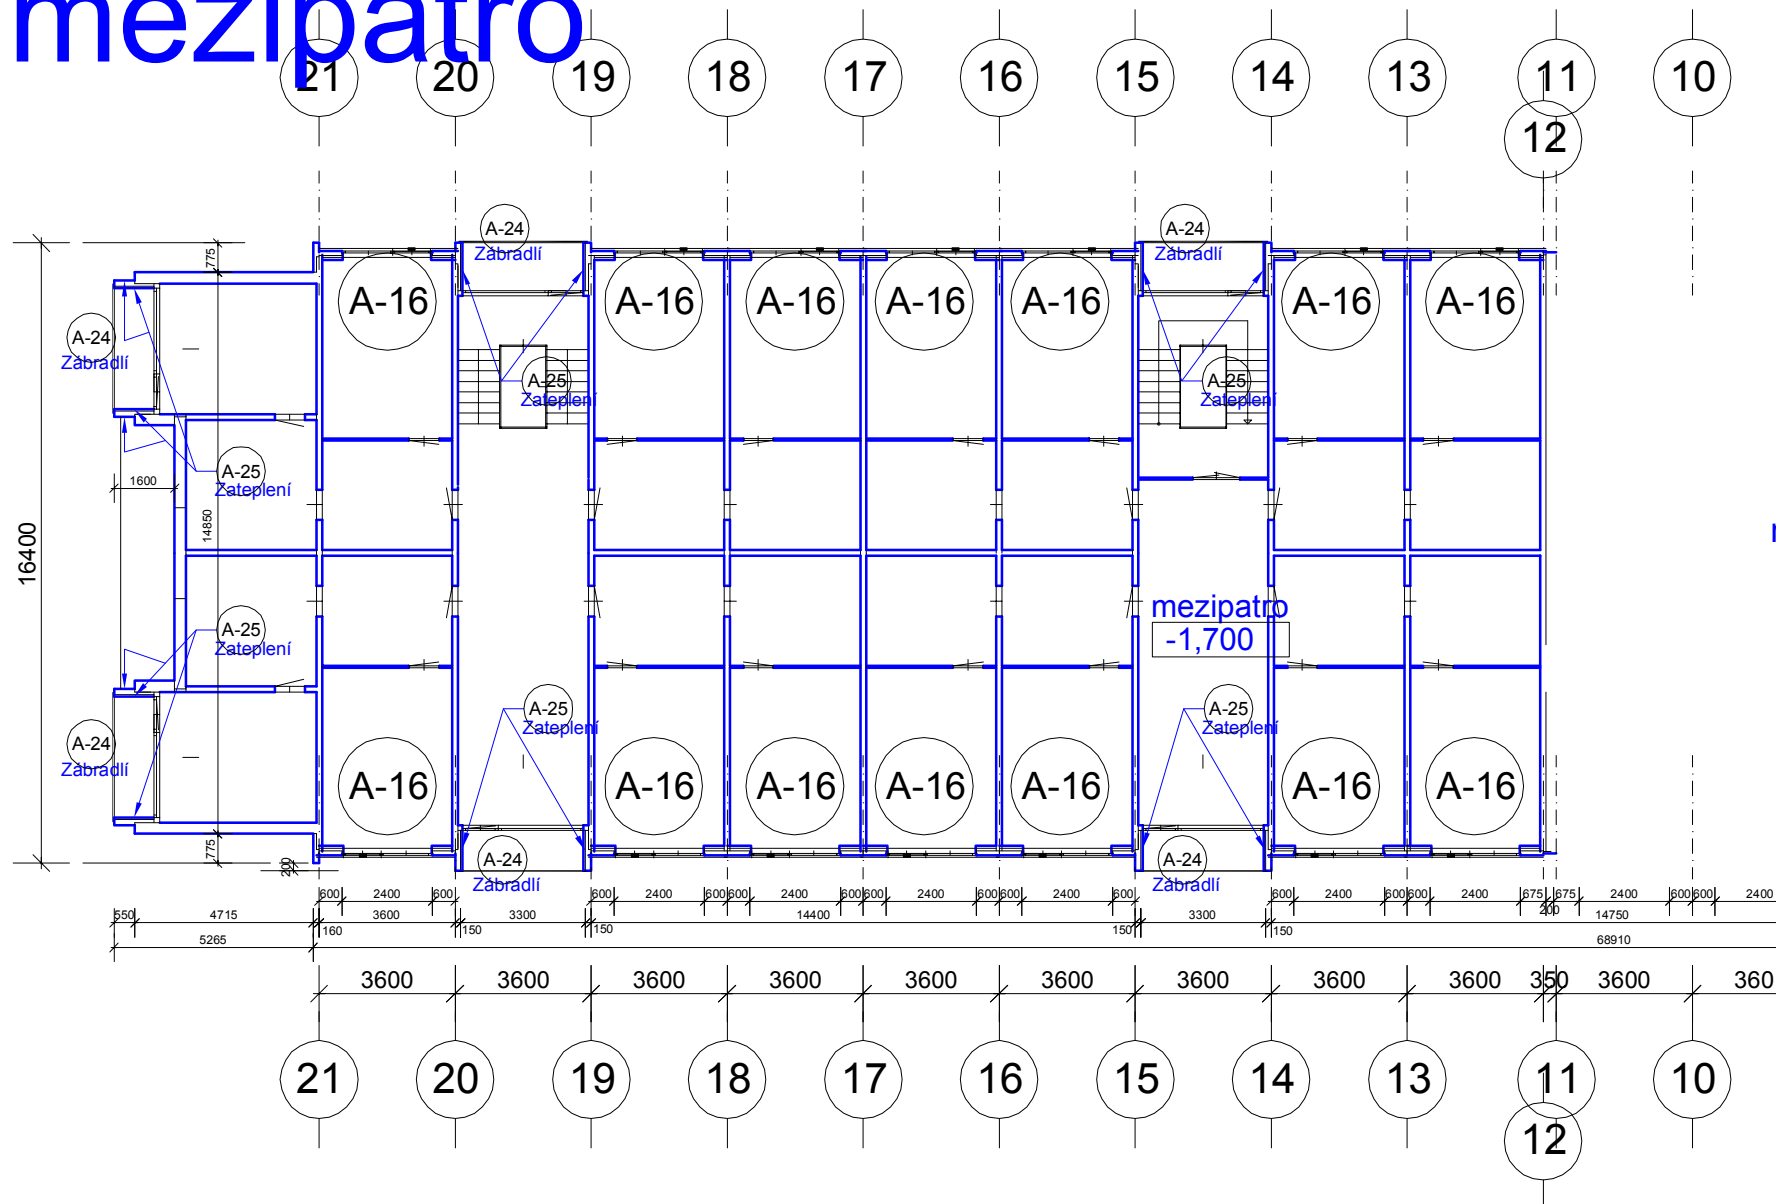 mezipatro
21 20 19 18 17 16 15 14 13 11 10
12
A-24 A-24
Zábradlí Zábradlí
775
A-16 A-16 A-16 A-16 A-16 A-16 A-16
A-24
Zábradlí
A-25 A-25
Zateplení Zateplení
A-25
Zateplení
1600
14850
16400
mezipatro
-1,700
A-25
Zateplení
A-25 A-25
Zateplení Zateplení
A-24
Zábradlí
A-16 A-16 A-16 A-16 A-16 A-16 A-16
775
200
A-24 A-24
Zábradlí Zábradlí
600 2400 600 600 2400 600 600 2400 600 600 2400 600 600 2400 600 600 2400 600 600 2400 675 675 2400 600 600 2400
550 4715 3600 3300 14400 3300 200 14750
160 150 150 150 150
5265 68910
3600 3600 3600 3600 3600 3600 3600 3600 3600 350 3600 360
21 20 19 18 17 16 15 14 13 11 10
12